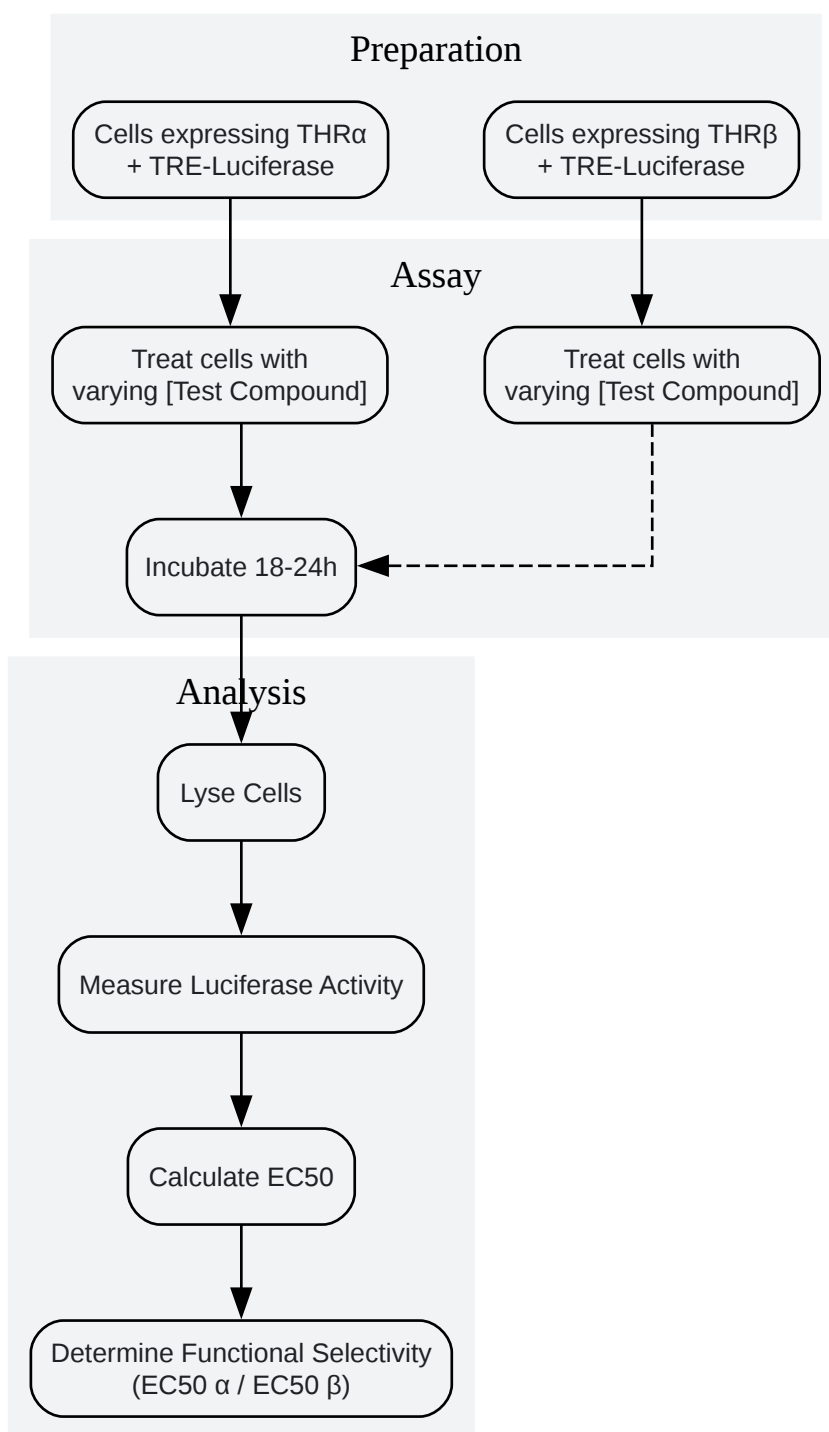 Preparation
Cells expressing THRα
+ TRE-Luciferase
Cells expressing THRβ
+ TRE-Luciferase
Assay
Treat cells with
varying [Test Compound]
Treat cells with
varying [Test Compound]
Incubate 18-24h
Analysis
Lyse Cells
Measure Luciferase Activity
Calculate EC50
Determine Functional Selectivity
(EC50 α / EC50 β)